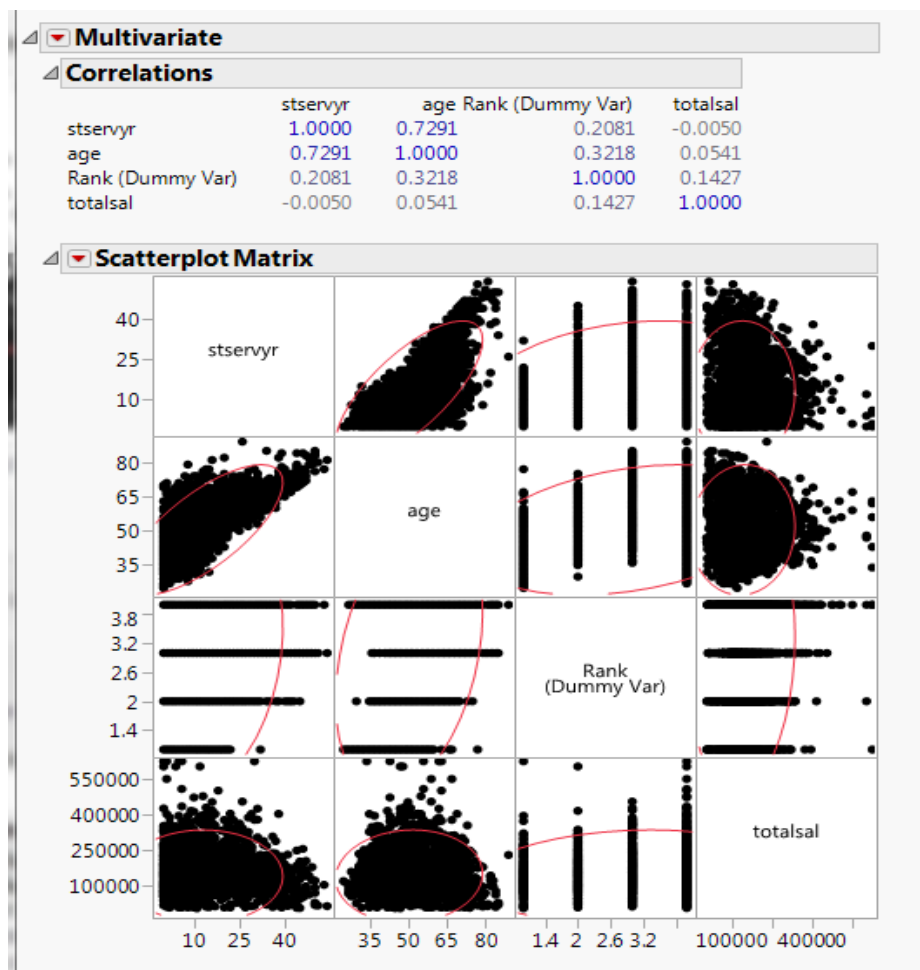 Multivariate
Correlations
stservyr age Rank (Dummy Var) totalsal
stservyr 1.0000 0.7291 0.2081 -0.0050
age 0.7291 1.0000 0.3218 0.0541
Rank (Dummy Var) 0.2081 0.3218 1.0000 0.1427
totalsal -0.0050 0.0541 0.1427 1.0000
Scatterplot Matrix
40
25
10
stservyr
80
65
50
35
age
3.8
3.2
2.6
2
1.4
Rank
(Dummy Var)
550000
400000
250000
100000
totalsal
10 25 40 35 50 65 80 1.4 2 2.6 3.2 100000 400000